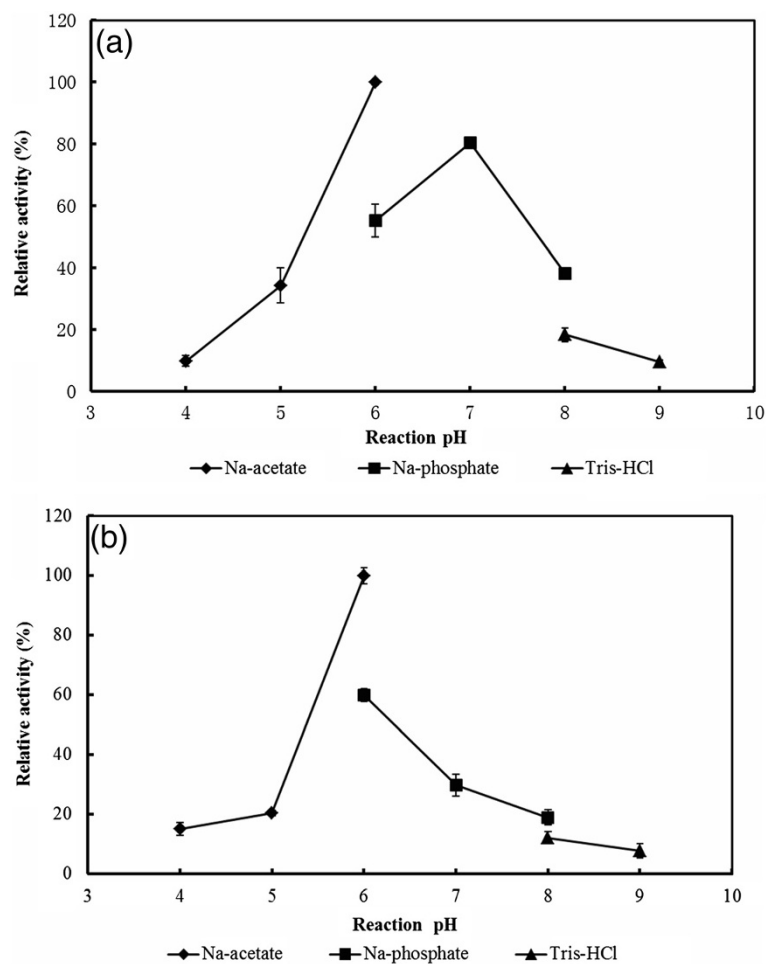 (a)
120
100
80
60
40
20
0
Relative activity (%)
3 4 5 6 7 8 9 10
Reaction pH
Na-acetate Na-phosphate Tris-HCl
(b)
120
100
80
60
40
20
0
Relative activity (%)
3 4 5 6 7 8 9 10
Reaction pH
Na-acetate Na-phosphate Tris-HCl